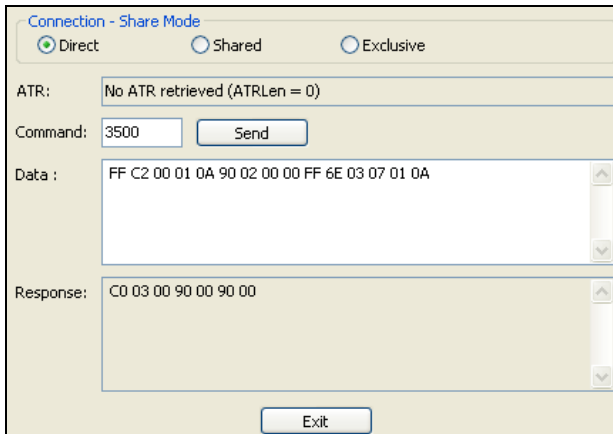 Connection - Share Mode
Direct Shared Exclusive
ATR: No ATR retrieved (ATRLen = 0)
Command: 3500 Send
Data : FF C2 00 01 0A 90 02 00 00 FF 6E 03 07 01 0A
Response: C0 03 00 90 00 90 00
Exit